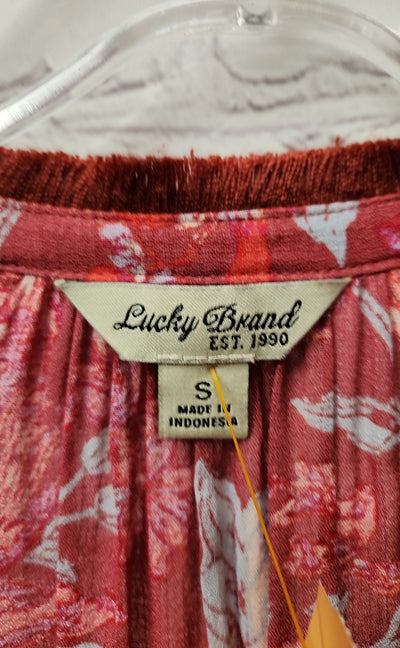 Lucky Brand
EST. 1990
S
MADE IN
INDONESIA